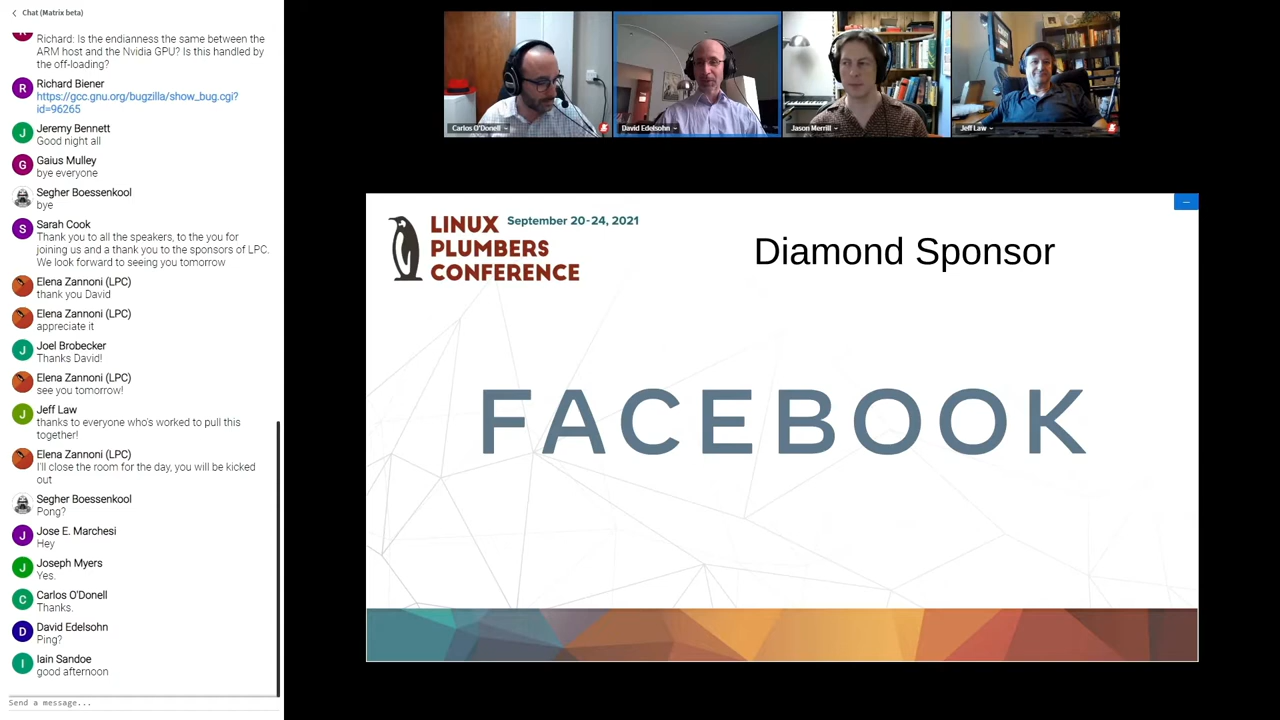 Chat (Matrix beta)
Richard: Is the endianness the same between the
ARM host and the Nvidia GPU? Is this handled by
the off-loading?
R
Richard Biener
https://gcc.gnu.org/bugzilla/show_bug.cgi?
id=96265
J
Jeremy Bennett
Good night all
G
Gaius Mulley
bye everyone
Segher Boessenkool
bye
S
Sarah Cook
Thank you to all the speakers, to the you for
joining us and a thank you to the sponsors of LPC.
We look forward to seeing you tomorrow
Elena Zannoni (LPC)
thank you David
Elena Zannoni (LPC)
appreciate it
J
Joel Brobecker
Thanks David!
Elena Zannoni (LPC)
see you tomorrow!
J
Jeff Law
thanks to everyone who's worked to pull this
together!
Elena Zannoni (LPC)
I'll close the room for the day, you will be kicked
out
Segher Boessenkool
Pong?
J
Jose E. Marchesi
Hey
J
Joseph Myers
Yes.
C
Carlos O'Donell
Thanks.
D
David Edelsohn
Ping?
I
Iain Sandoe
good afternoon
Send a message...
Carlos O'Donell
David Edelsohn
Jason Merrill
Jeff Law
LINUX
PLUMBERS
CONFERENCE
September 20-24, 2021
Diamond Sponsor
FACEBOOK